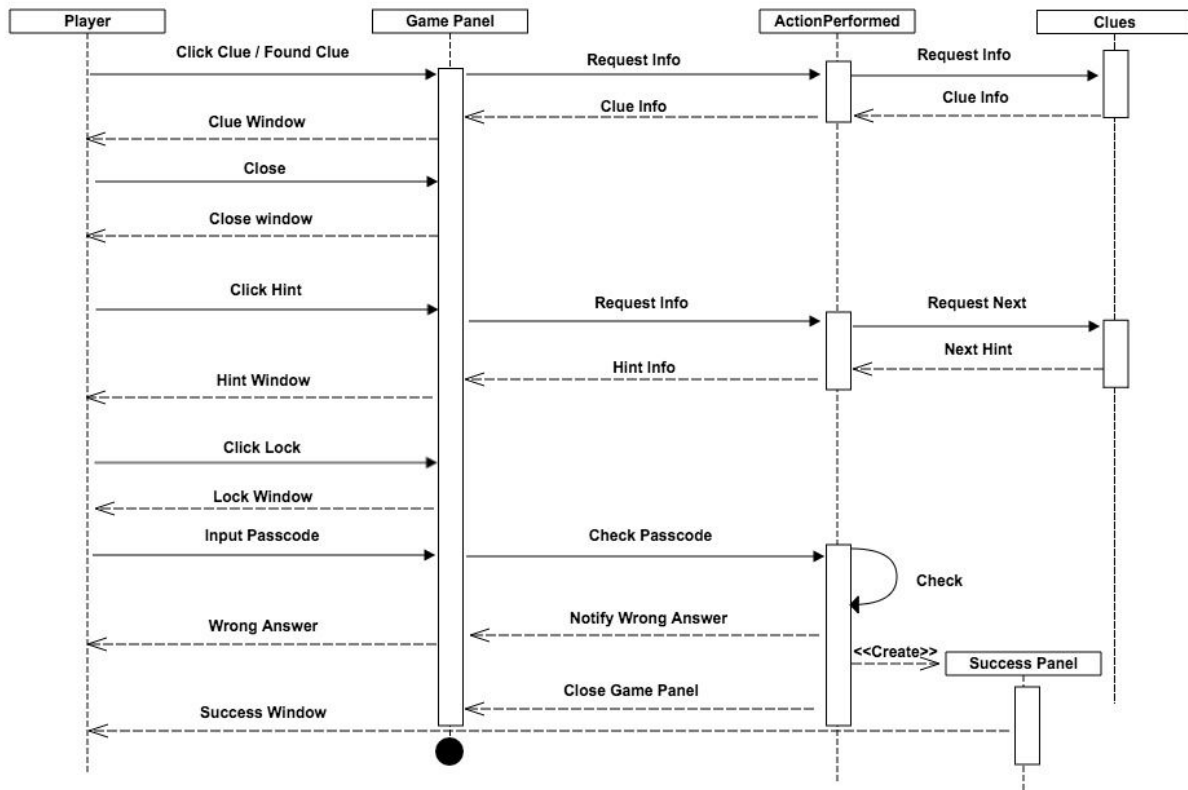 Player
Game Panel
ActionPerformed
Clues
Click Clue / Found Clue
Request Info
Request Info
Clue Info
Clue Info
Clue Window
Close
Close window
Click Hint
Request Info
Request Next
Next Hint
Hint Info
Hint Window
Click Lock
Lock Window
Input Passcode
Check Passcode
Check
Notify Wrong Answer
Wrong Answer
<<Create>>
Success Panel
Close Game Panel
Success Window